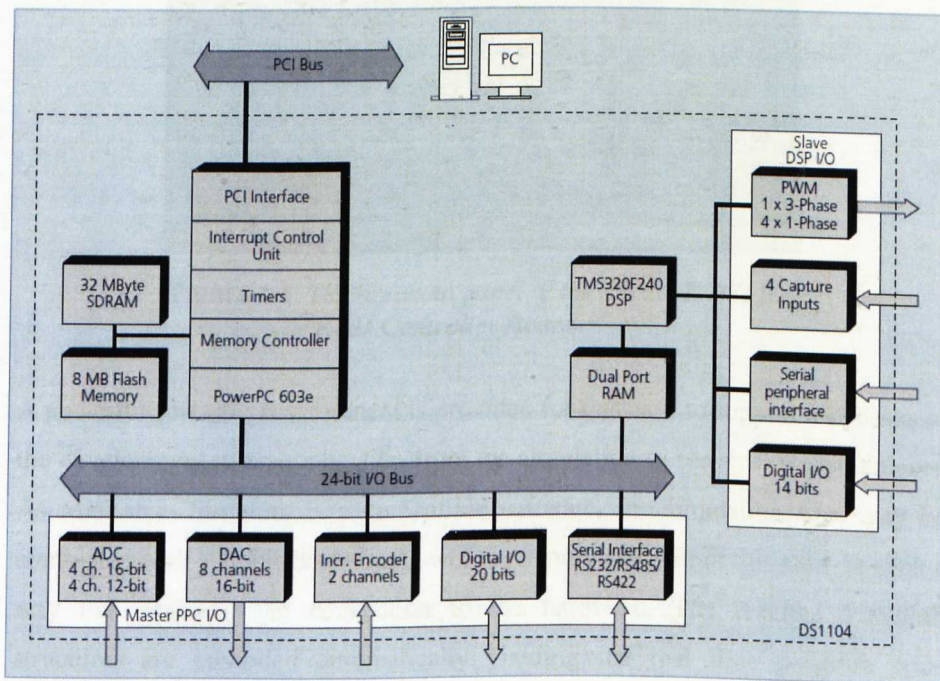 PCI Bus
PC
PCI Interface
Interrupt Control
Unit
Timers
Memory Controller
PowerPC 603e
32 MByte
SDRAM
8 MB Flash
Memory
TMS320F240
DSP
Dual Port
RAM
Slave
DSP I/O
PWM
1 x 3-Phase
4 x 1-Phase
4 Capture
Inputs
Serial
peripheral
interface
Digital I/O
14 bits
24-bit I/O Bus
ADC
4 ch. 16-bit
4 ch. 12-bit
DAC
8 channels
16-bit
Incr. Encoder
2 channels
Digital I/O
20 bits
Serial Interface
RS232/RS485/
RS422
Master PPC I/O
DS1104